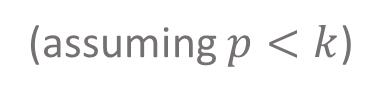 (assuming p < k)